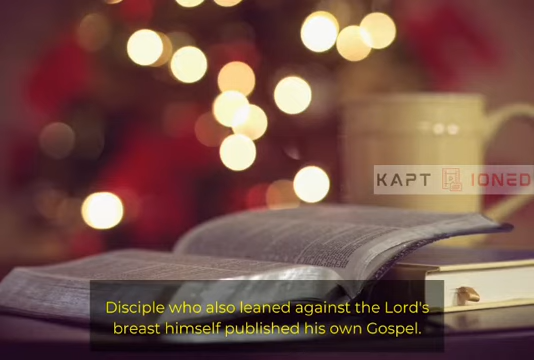 KAPT IONED
Disciple who also leaned against the Lord's
breast himself published his own Gospel.